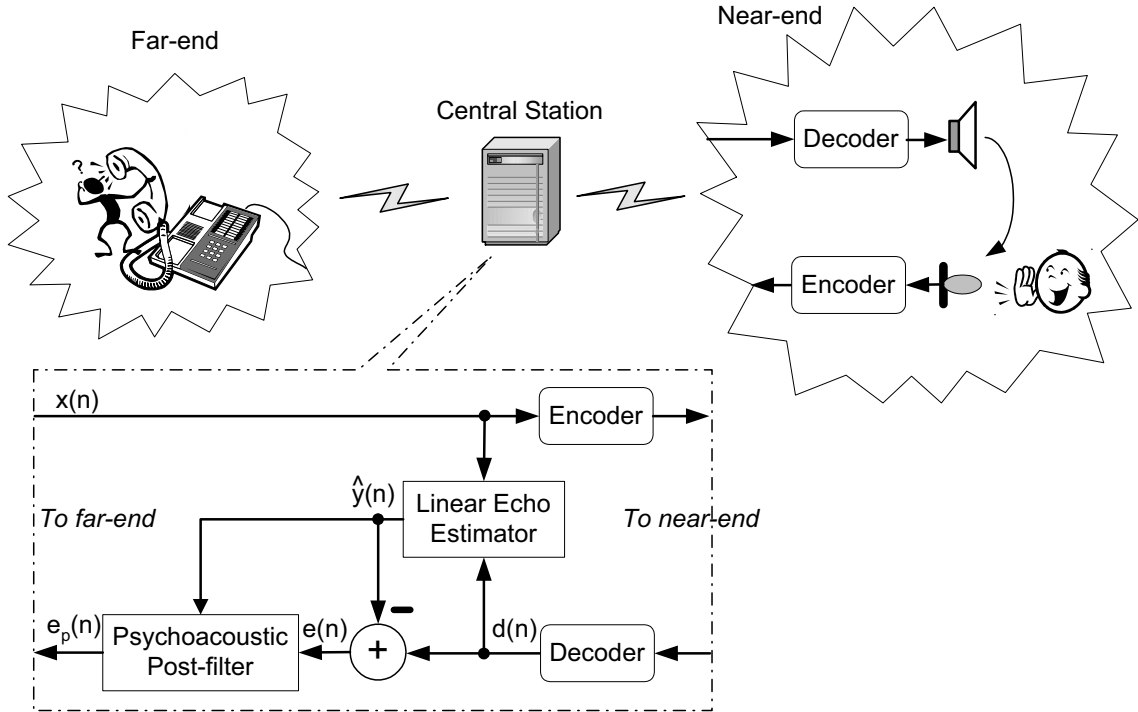 Far-end
Near-end
Central Station
Decoder
Encoder
?
x(n)
Encoder
ŷ(n)
Linear Echo
Estimator
To far-end
To near-end
e_p(n)
Psychoacoustic
Post-filter
e(n)
+
−
d(n)
Decoder